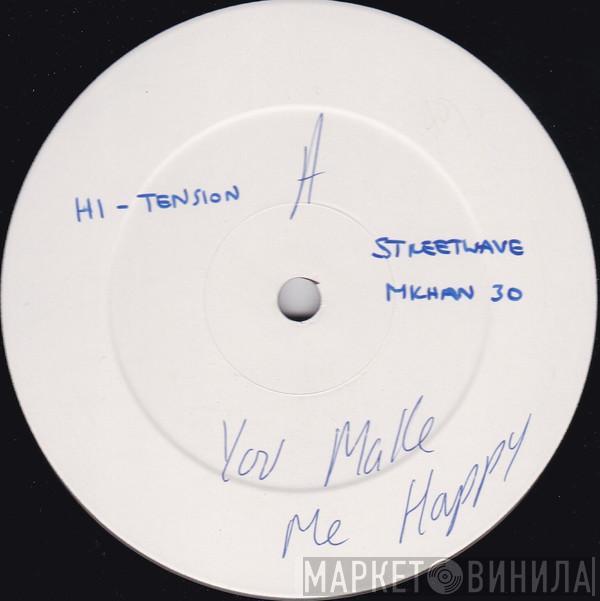 A
HI - TENSION
STREETWAVE
MKHAN 30
You Make
Me Happy
МАРКЕТ ВИНИЛА